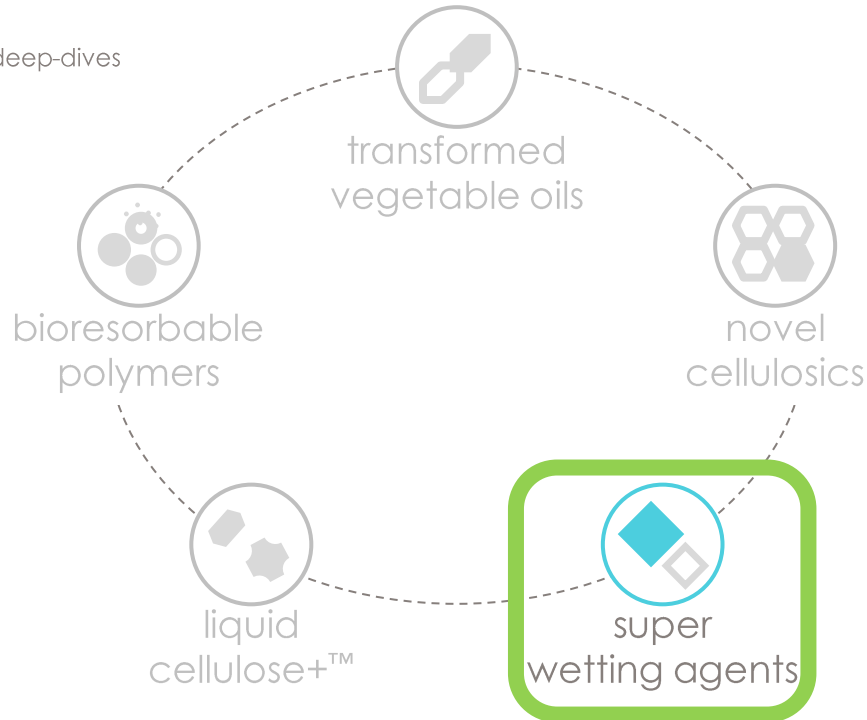 deep-dives
transformed
vegetable oils
bioresorbable
polymers
novel
cellulosics
liquid
cellulose+™
super
wetting agents